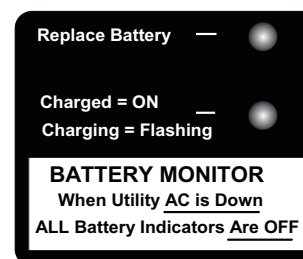 Replace Battery —
Charged = ON —
Charging = Flashing
BATTERY MONITOR
When Utility AC is Down
ALL Battery Indicators Are OFF